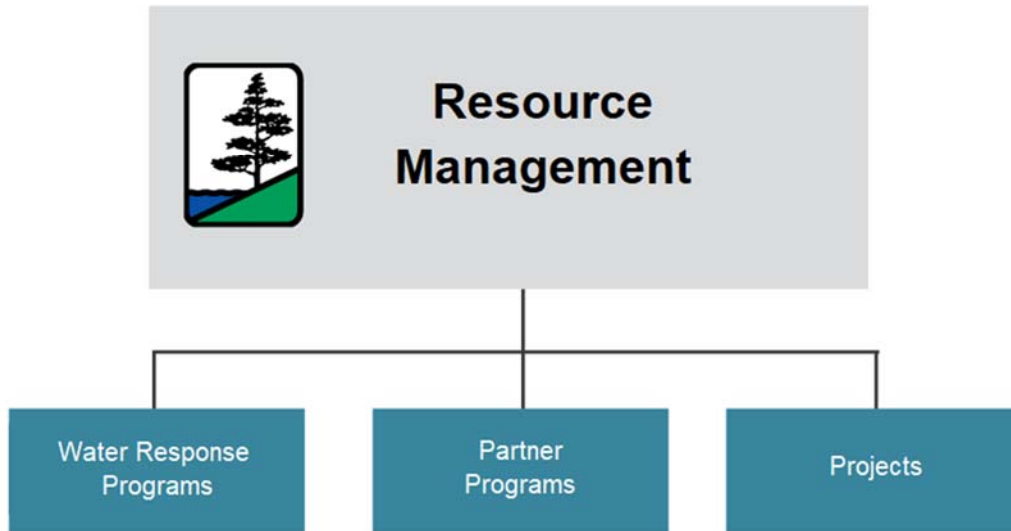 Resource
Management
Water Response
Programs
Partner
Programs
Projects